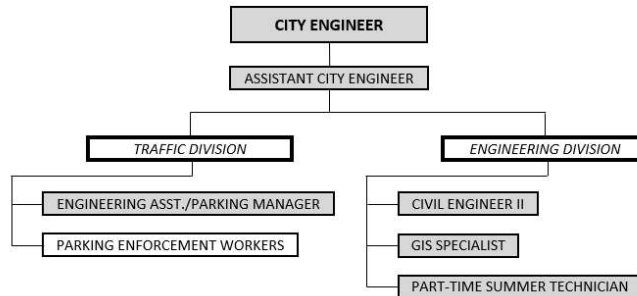 CITY ENGINEER
ASSISTANT CITY ENGINEER
TRAFFIC DIVISION
ENGINEERING ASST./PARKING MANAGER
PARKING ENFORCEMENT WORKERS
ENGINEERING DIVISION
CIVIL ENGINEER II
GIS SPECIALIST
PART-TIME SUMMER TECHNICIAN